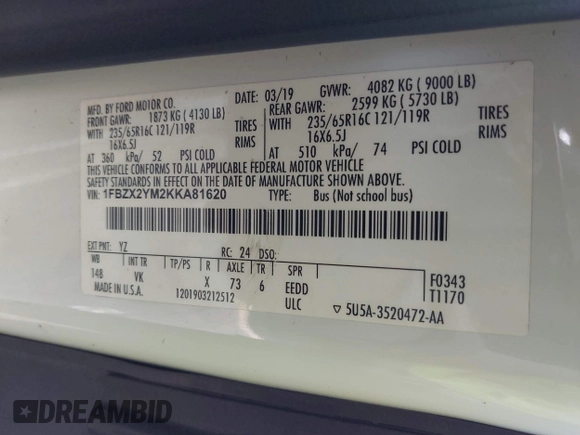 MFD. BY FORD MOTOR CO.
DATE: 03/19 GVWR: 4082 KG ( 9000 LB)
FRONT GAWR: 1873 KG ( 4130 LB)
REAR GAWR: 2599 KG ( 5730 LB)
WITH 235/65R16C 121/119R TIRES
WITH 235/65R16C 121/119R TIRES
16X6.5J RIMS
16X6.5J RIMS
AT 360 kPa/ 52 PSI COLD
AT 510 kPa/ 74 PSI COLD
THIS VEHICLE CONFORMS TO ALL APPLICABLE FEDERAL MOTOR VEHICLE
SAFETY STANDARDS IN EFFECT ON THE DATE OF MANUFACTURE SHOWN ABOVE.
VIN: 1FBZX2YM2KKA81620 TYPE: Bus (Not school bus)
EXT PNT: YZ RC: 24 DSO:
WB INT TR TP/PS R AXLE TR SPR
148 VK X 73 6 EEDD F0343
MADE IN U.S.A. 1201903212512 ULC T1170
▽ 5U5A-3520472-AA
DREAMBID